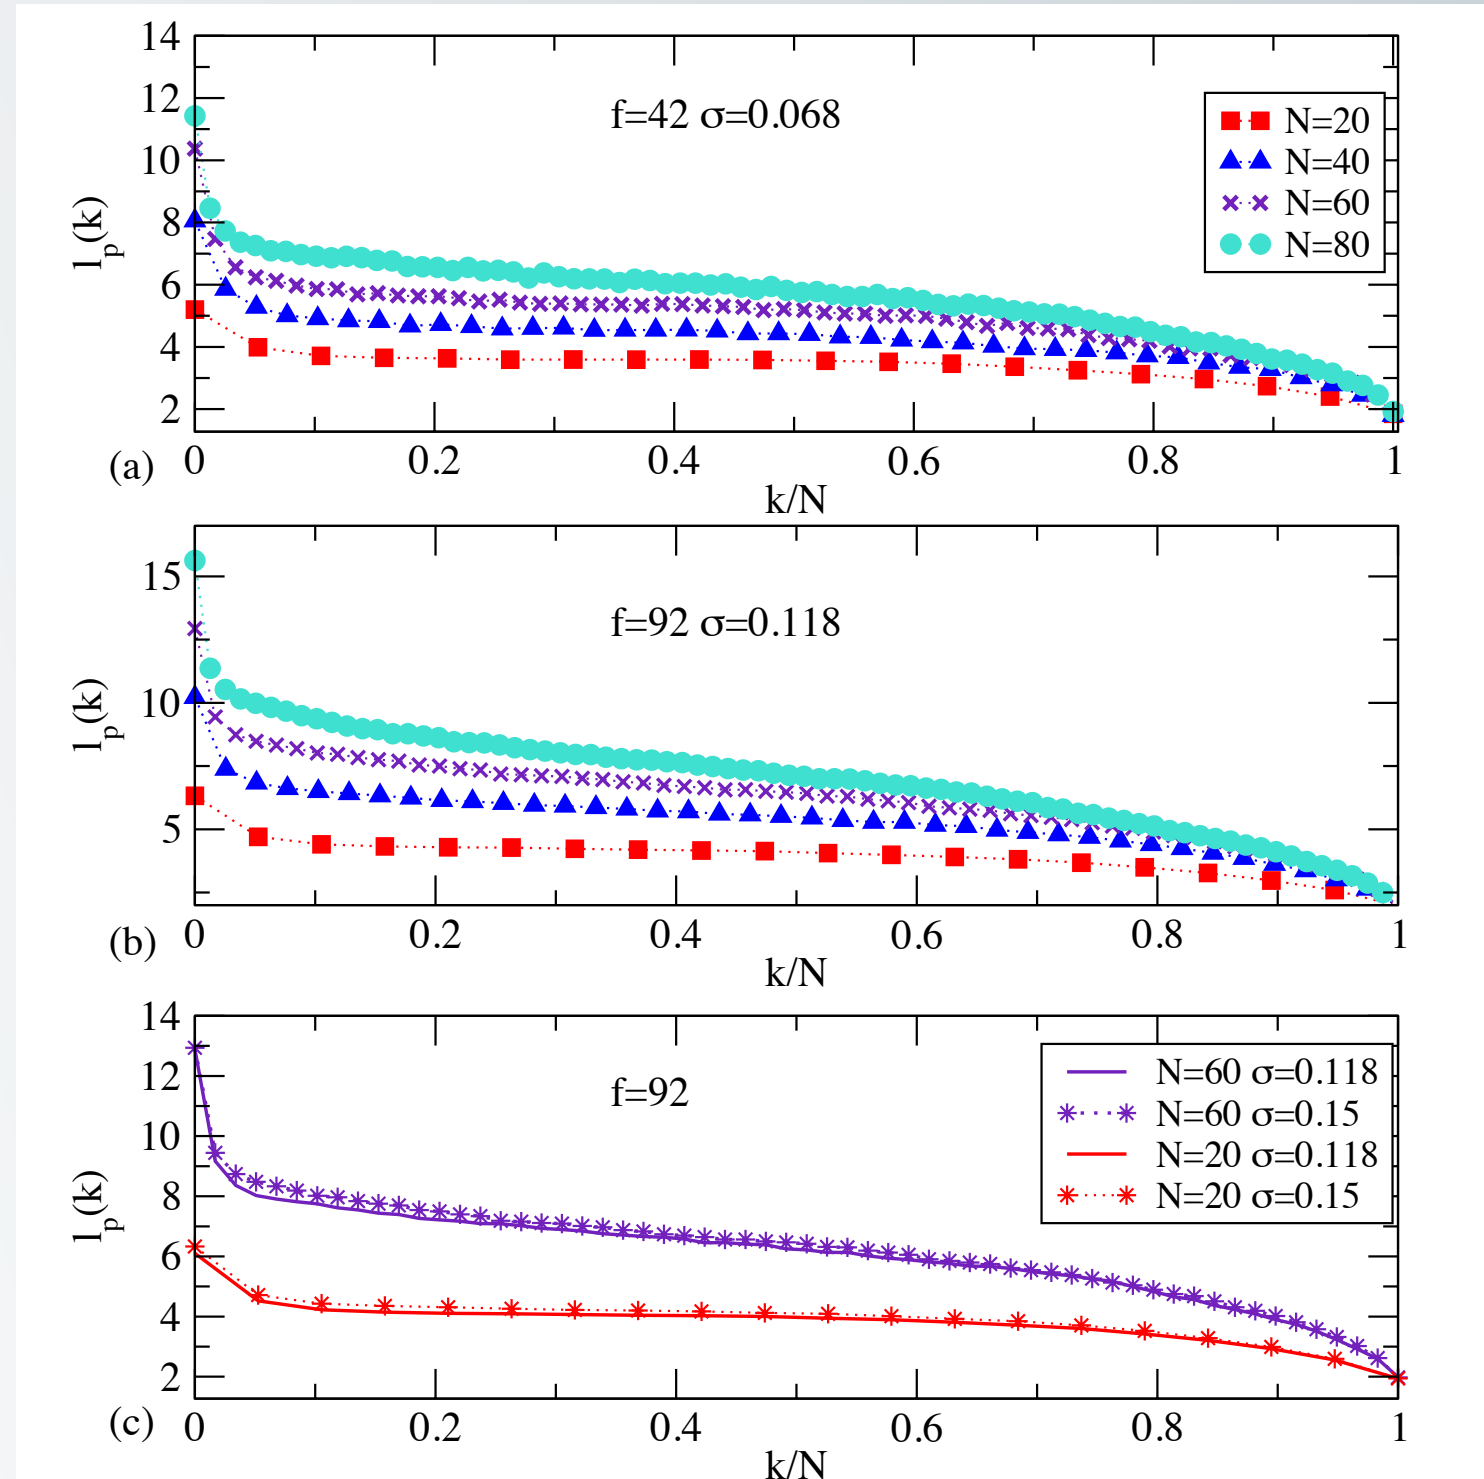 14
12
10
8
6
4
2
l_p(k)
f=42 σ=0.068
N=20
N=40
N=60
N=80
(a)
0 0.2 0.4 0.6 0.8 1
k/N
15
10
5
l_p(k)
f=92 σ=0.118
(b)
0 0.2 0.4 0.6 0.8 1
k/N
14
12
10
8
6
4
2
l_p(k)
f=92
N=60 σ=0.118
N=60 σ=0.15
N=20 σ=0.118
N=20 σ=0.15
(c)
0 0.2 0.4 0.6 0.8 1
k/N